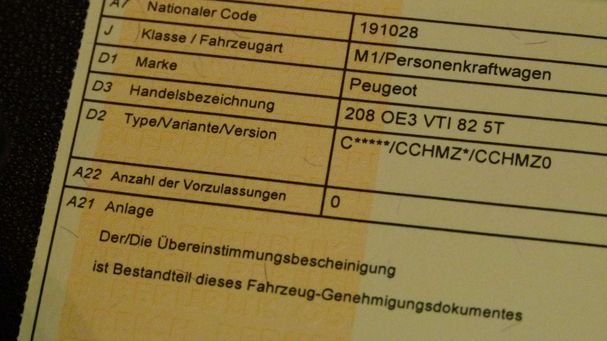 A7 Nationaler Code 191028
J Klasse / Fahrzeugart M1/Personenkraftwagen
D1 Marke Peugeot
D3 Handelsbezeichnung 208 OE3 VTI 82 5T
D2 Type/Variante/Version C*****/CCHMZ*/CCHMZ0
A22 Anzahl der Vorzulassungen 0
A21 Anlage
Der/Die Übereinstimmungsbescheinigung
ist Bestandteil dieses Fahrzeug-Genehmigungsdokumentes